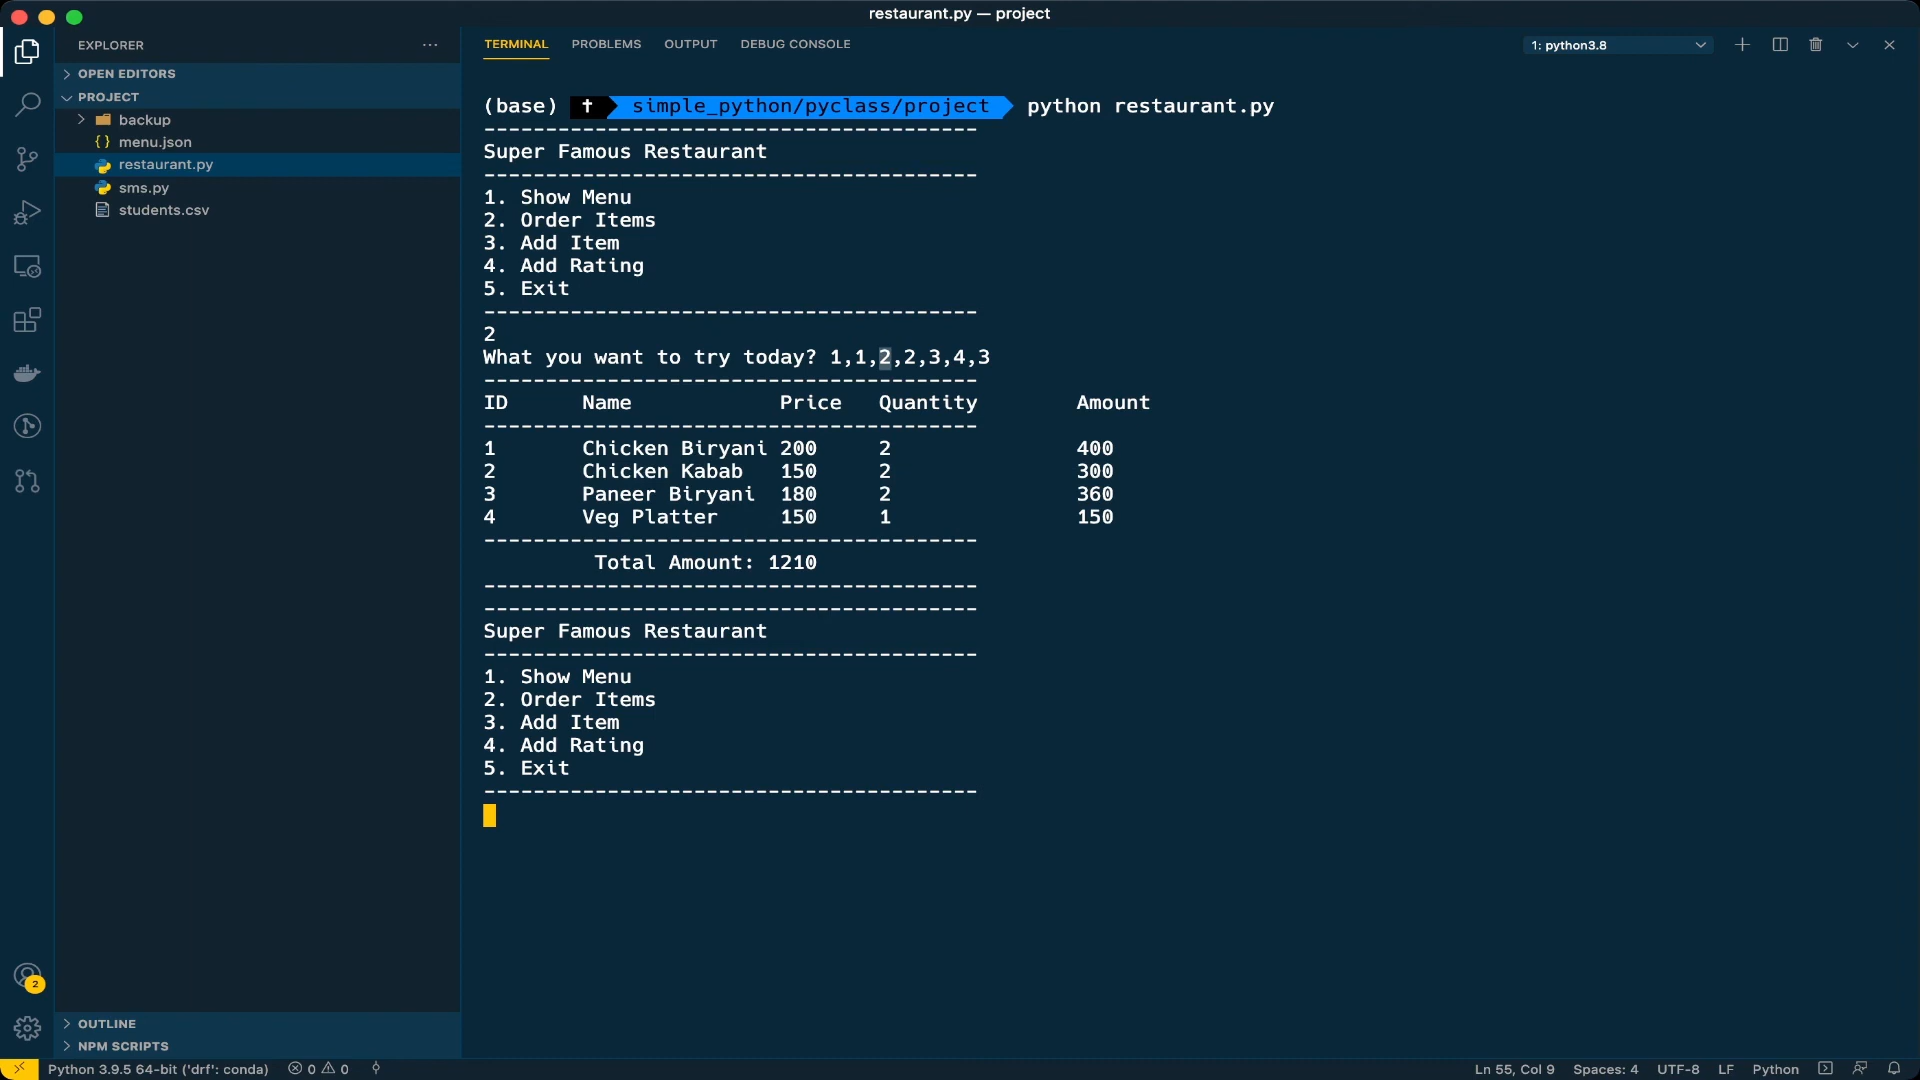 restaurant.py — project
EXPLORER
OPEN EDITORS
PROJECT
backup
menu.json
restaurant.py
sms.py
students.csv
OUTLINE
NPM SCRIPTS
2
TERMINAL PROBLEMS OUTPUT DEBUG CONSOLE 1: python3.8
(base) simple_python/pyclass/project python restaurant.py
----------------------------------------
Super Famous Restaurant
----------------------------------------
1. Show Menu
2. Order Items
3. Add Item
4. Add Rating
5. Exit
----------------------------------------
2
What you want to try today? 1,1,2,2,3,4,3
----------------------------------------
ID Name Price Quantity Amount
----------------------------------------
1 Chicken Biryani 200 2 400
2 Chicken Kabab 150 2 300
3 Paneer Biryani 180 2 360
4 Veg Platter 150 1 150
----------------------------------------
Total Amount: 1210
----------------------------------------
----------------------------------------
Super Famous Restaurant
----------------------------------------
1. Show Menu
2. Order Items
3. Add Item
4. Add Rating
5. Exit
----------------------------------------
Python 3.9.5 64-bit ('drf': conda) 0 0 Ln 55, Col 9 Spaces: 4 UTF-8 LF Python